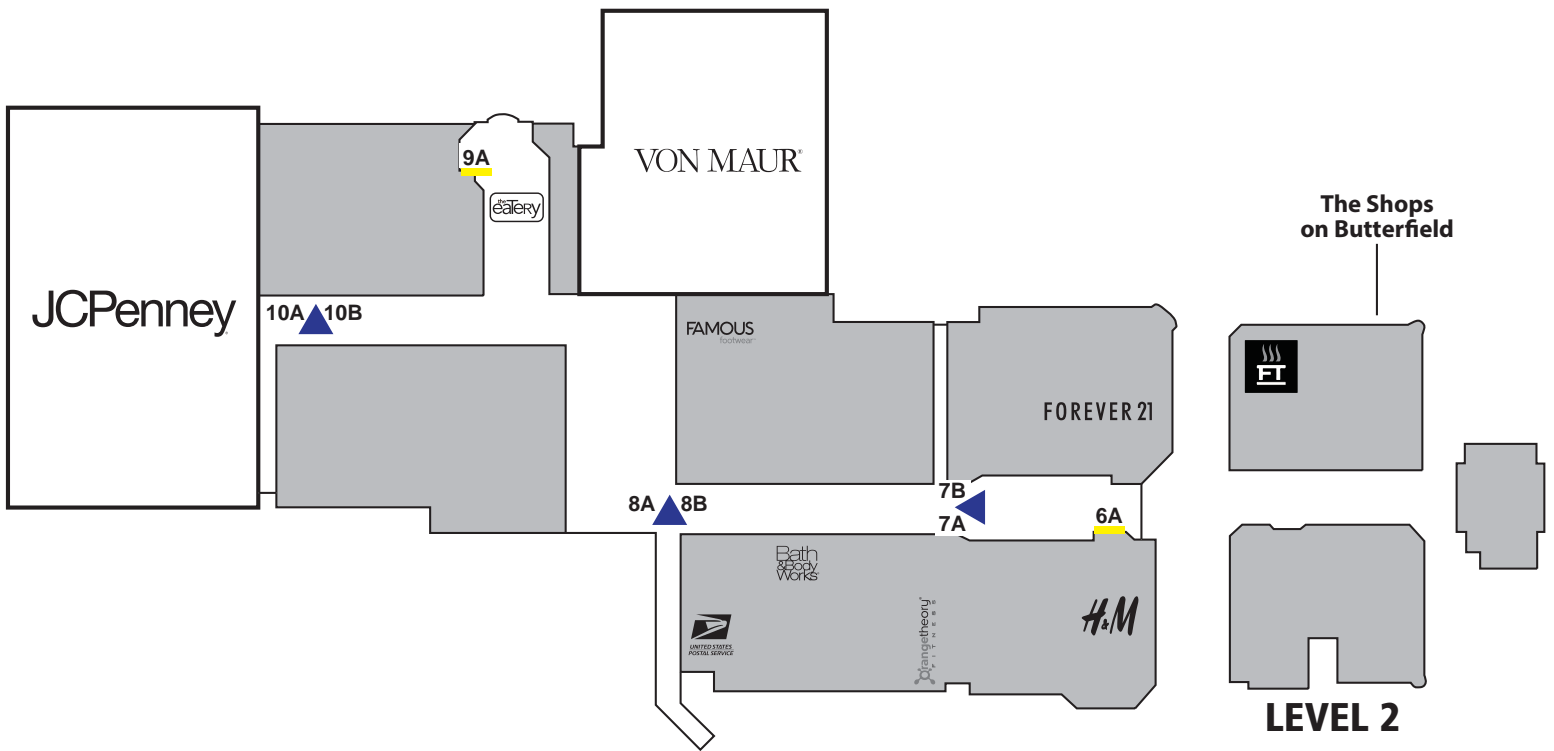 VON MAUR®
9A
the
eaTeRY
The Shops
on Butterfield
JCPenney
10A
10B
FAMOUS
footwear
FT
FOREVER 21
8A
8B
7B
7A
6A
Bath
&Body
Works
Orangetheory®
FITNESS
H&M
UNITED STATES
POSTAL SERVICE
LEVEL 2